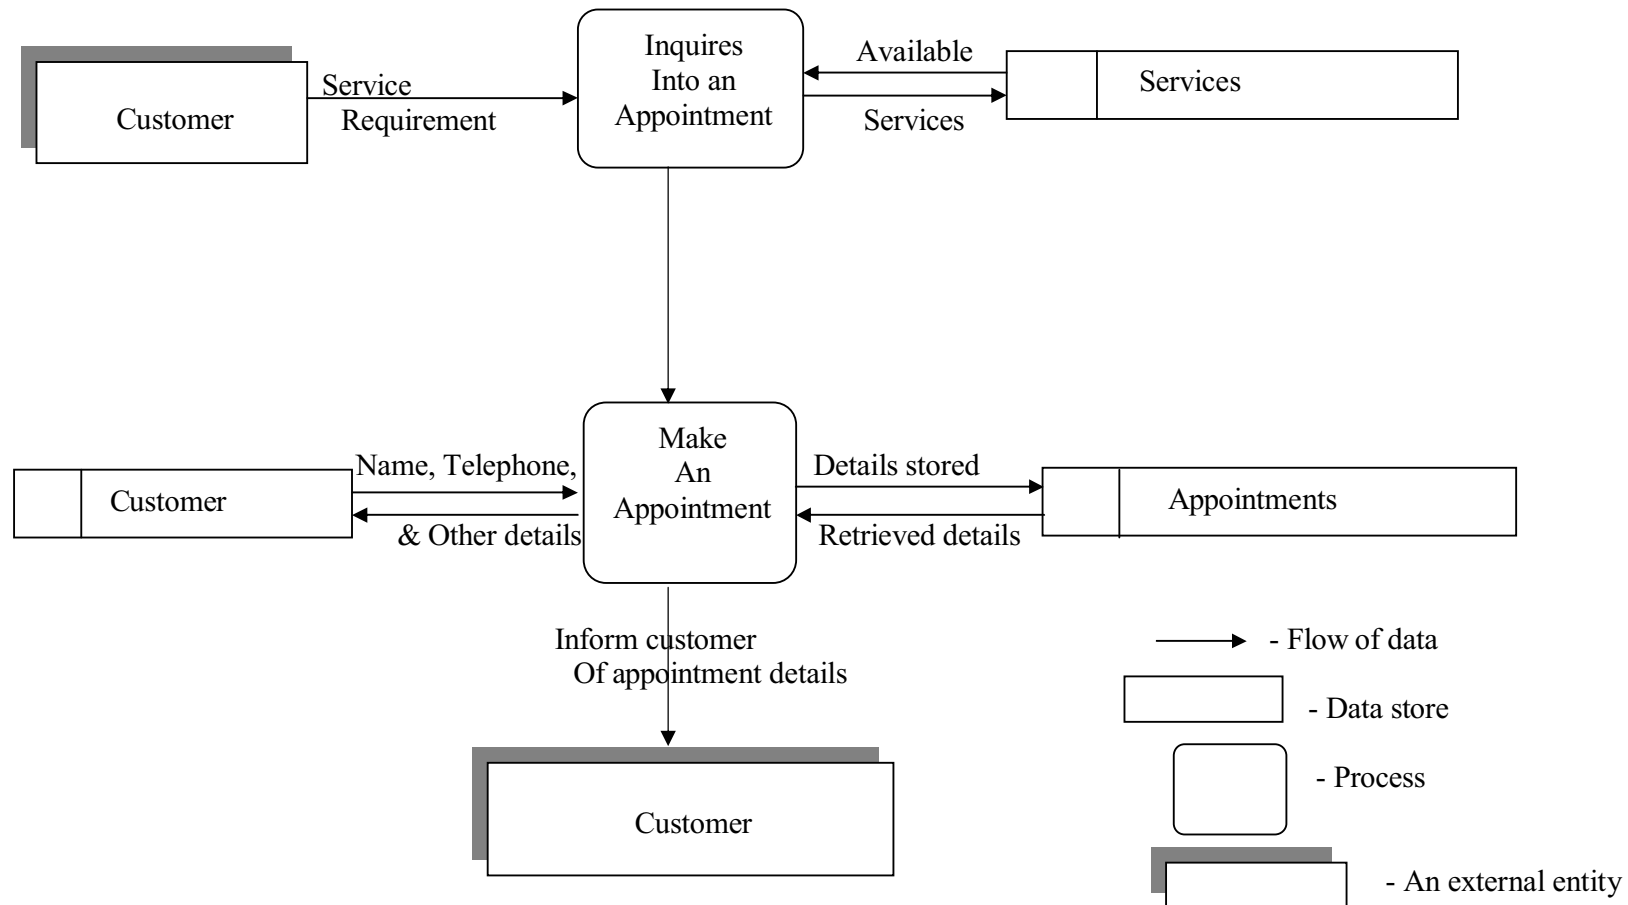 Customer
Service
Requirement
Inquires
Into an
Appointment
Available
Services
Services
Customer
Name, Telephone,
& Other details
Make
An
Appointment
Details stored
Retrieved details
Appointments
Inform customer
Of appointment details
Customer
- Flow of data
- Data store
- Process
- An external entity